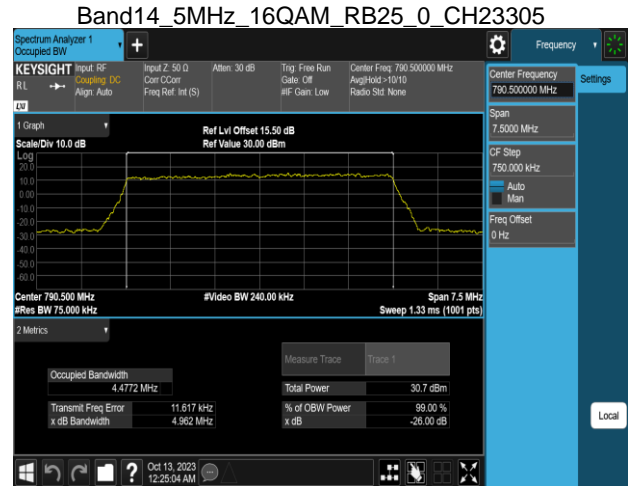 Band14_5MHz_16QAM_RB25_0_CH23305
Spectrum Analyzer 1
Occupied BW
Frequency
KEYSIGHT
R L
LXI
Input: RF
Coupling: DC
Align: Auto
Input Z: 50 Ω
Corr CCorr
Freq Ref: Int (S)
Atten: 30 dB
Trig: Free Run
Gate: Off
#IF Gain: Low
Center Freq: 790.500000 MHz
Avg|Hold:>10/10
Radio Std: None
Center Frequency
790.500000 MHz
Settings
Span
7.5000 MHz
CF Step
750.000 kHz
Auto
Man
Freq Offset
0 Hz
Local
1 Graph
Scale/Div 10.0 dB
Ref Lvl Offset 15.50 dB
Ref Value 30.00 dBm
Log
20.0
10.0
0.00
-10.0
-20.0
-30.0
-40.0
-50.0
-60.0
Center 790.500 MHz
#Res BW 75.000 kHz
#Video BW 240.00 kHz
Span 7.5 MHz
Sweep 1.33 ms (1001 pts)
2 Metrics
Measure Trace
Trace 1
Occupied Bandwidth
4.4772 MHz
Total Power
30.7 dBm
Transmit Freq Error
11.617 kHz
% of OBW Power
99.00 %
x dB Bandwidth
4.962 MHz
x dB
-26.00 dB
?
Oct 13, 2023
12:25:04 AM